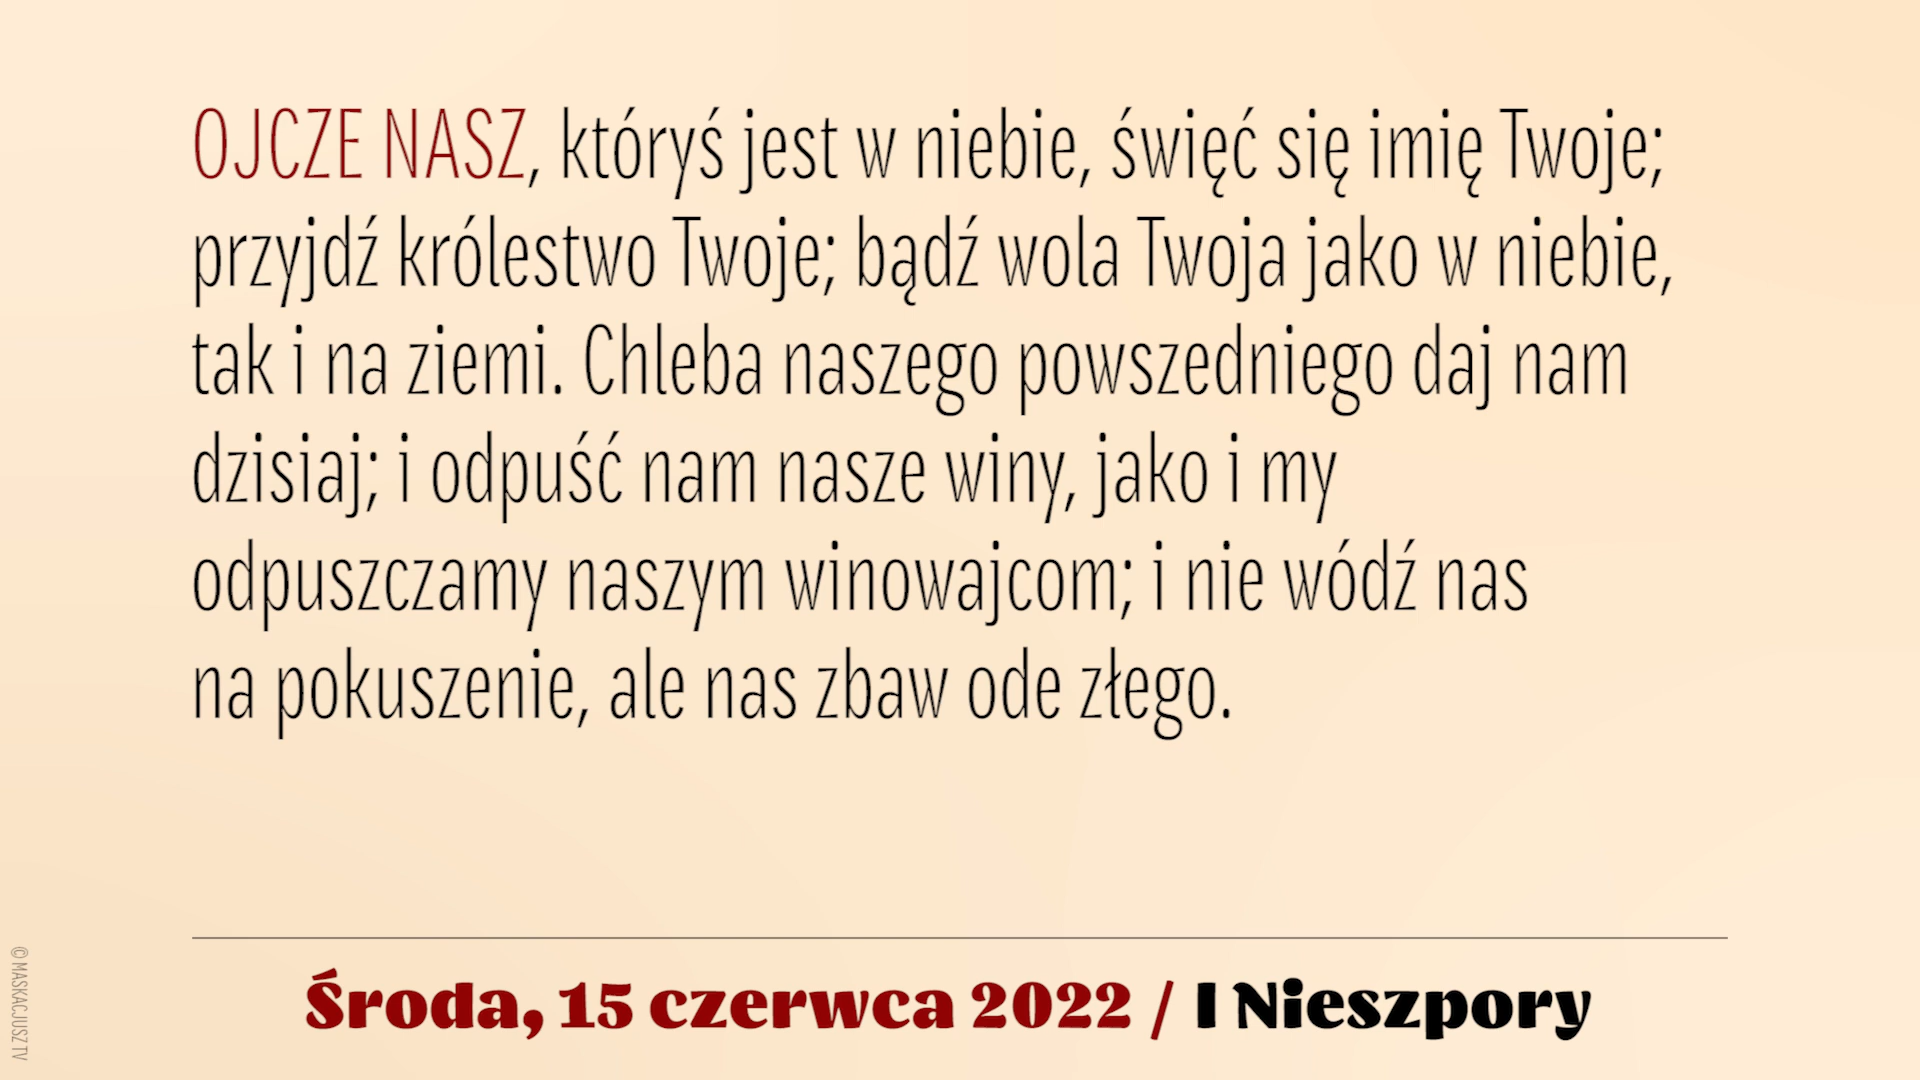 OJCZE NASZ, któryś jest w niebie, święć się imię Twoje;
przyjdź królestwo Twoje; bądź wola Twoja jako w niebie,
tak i na ziemi. Chleba naszego powszedniego daj nam
dzisiaj; i odpuść nam nasze winy, jako i my
odpuszczamy naszym winowajcom; i nie wódź nas
na pokuszenie, ale nas zbaw ode złego.
Środa, 15 czerwca 2022 / I Nieszpory
© MASKACJUSZ TV